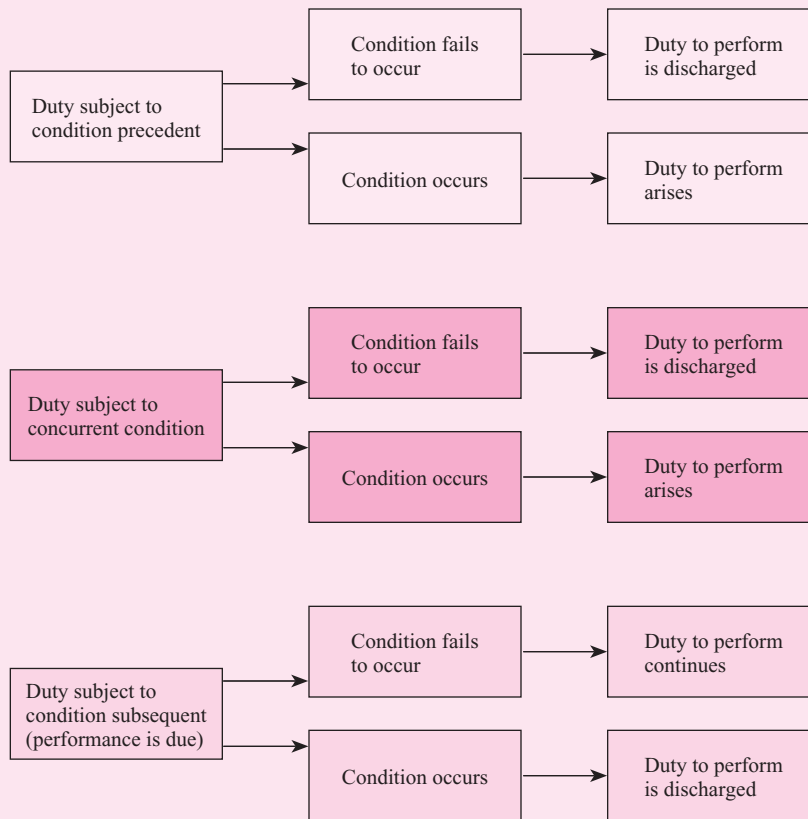 Condition fails
to occur
Duty to perform
is discharged
Duty subject to
condition precedent
Condition occurs
Duty to perform
arises
Condition fails
to occur
Duty to perform
is discharged
Duty subject to
concurrent condition
Condition occurs
Duty to perform
arises
Condition fails
to occur
Duty to perform
continues
Duty subject to
condition subsequent
(performance is due)
Condition occurs
Duty to perform
is discharged